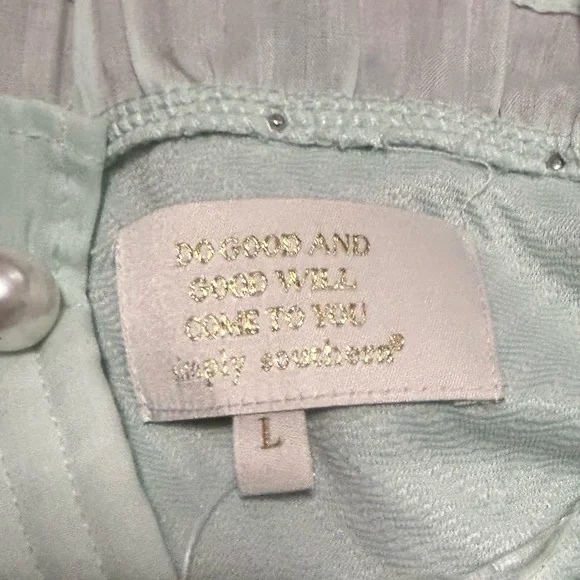 DO GOOD AND
GOOD WILL
COME TO YOU
simply southern®
L